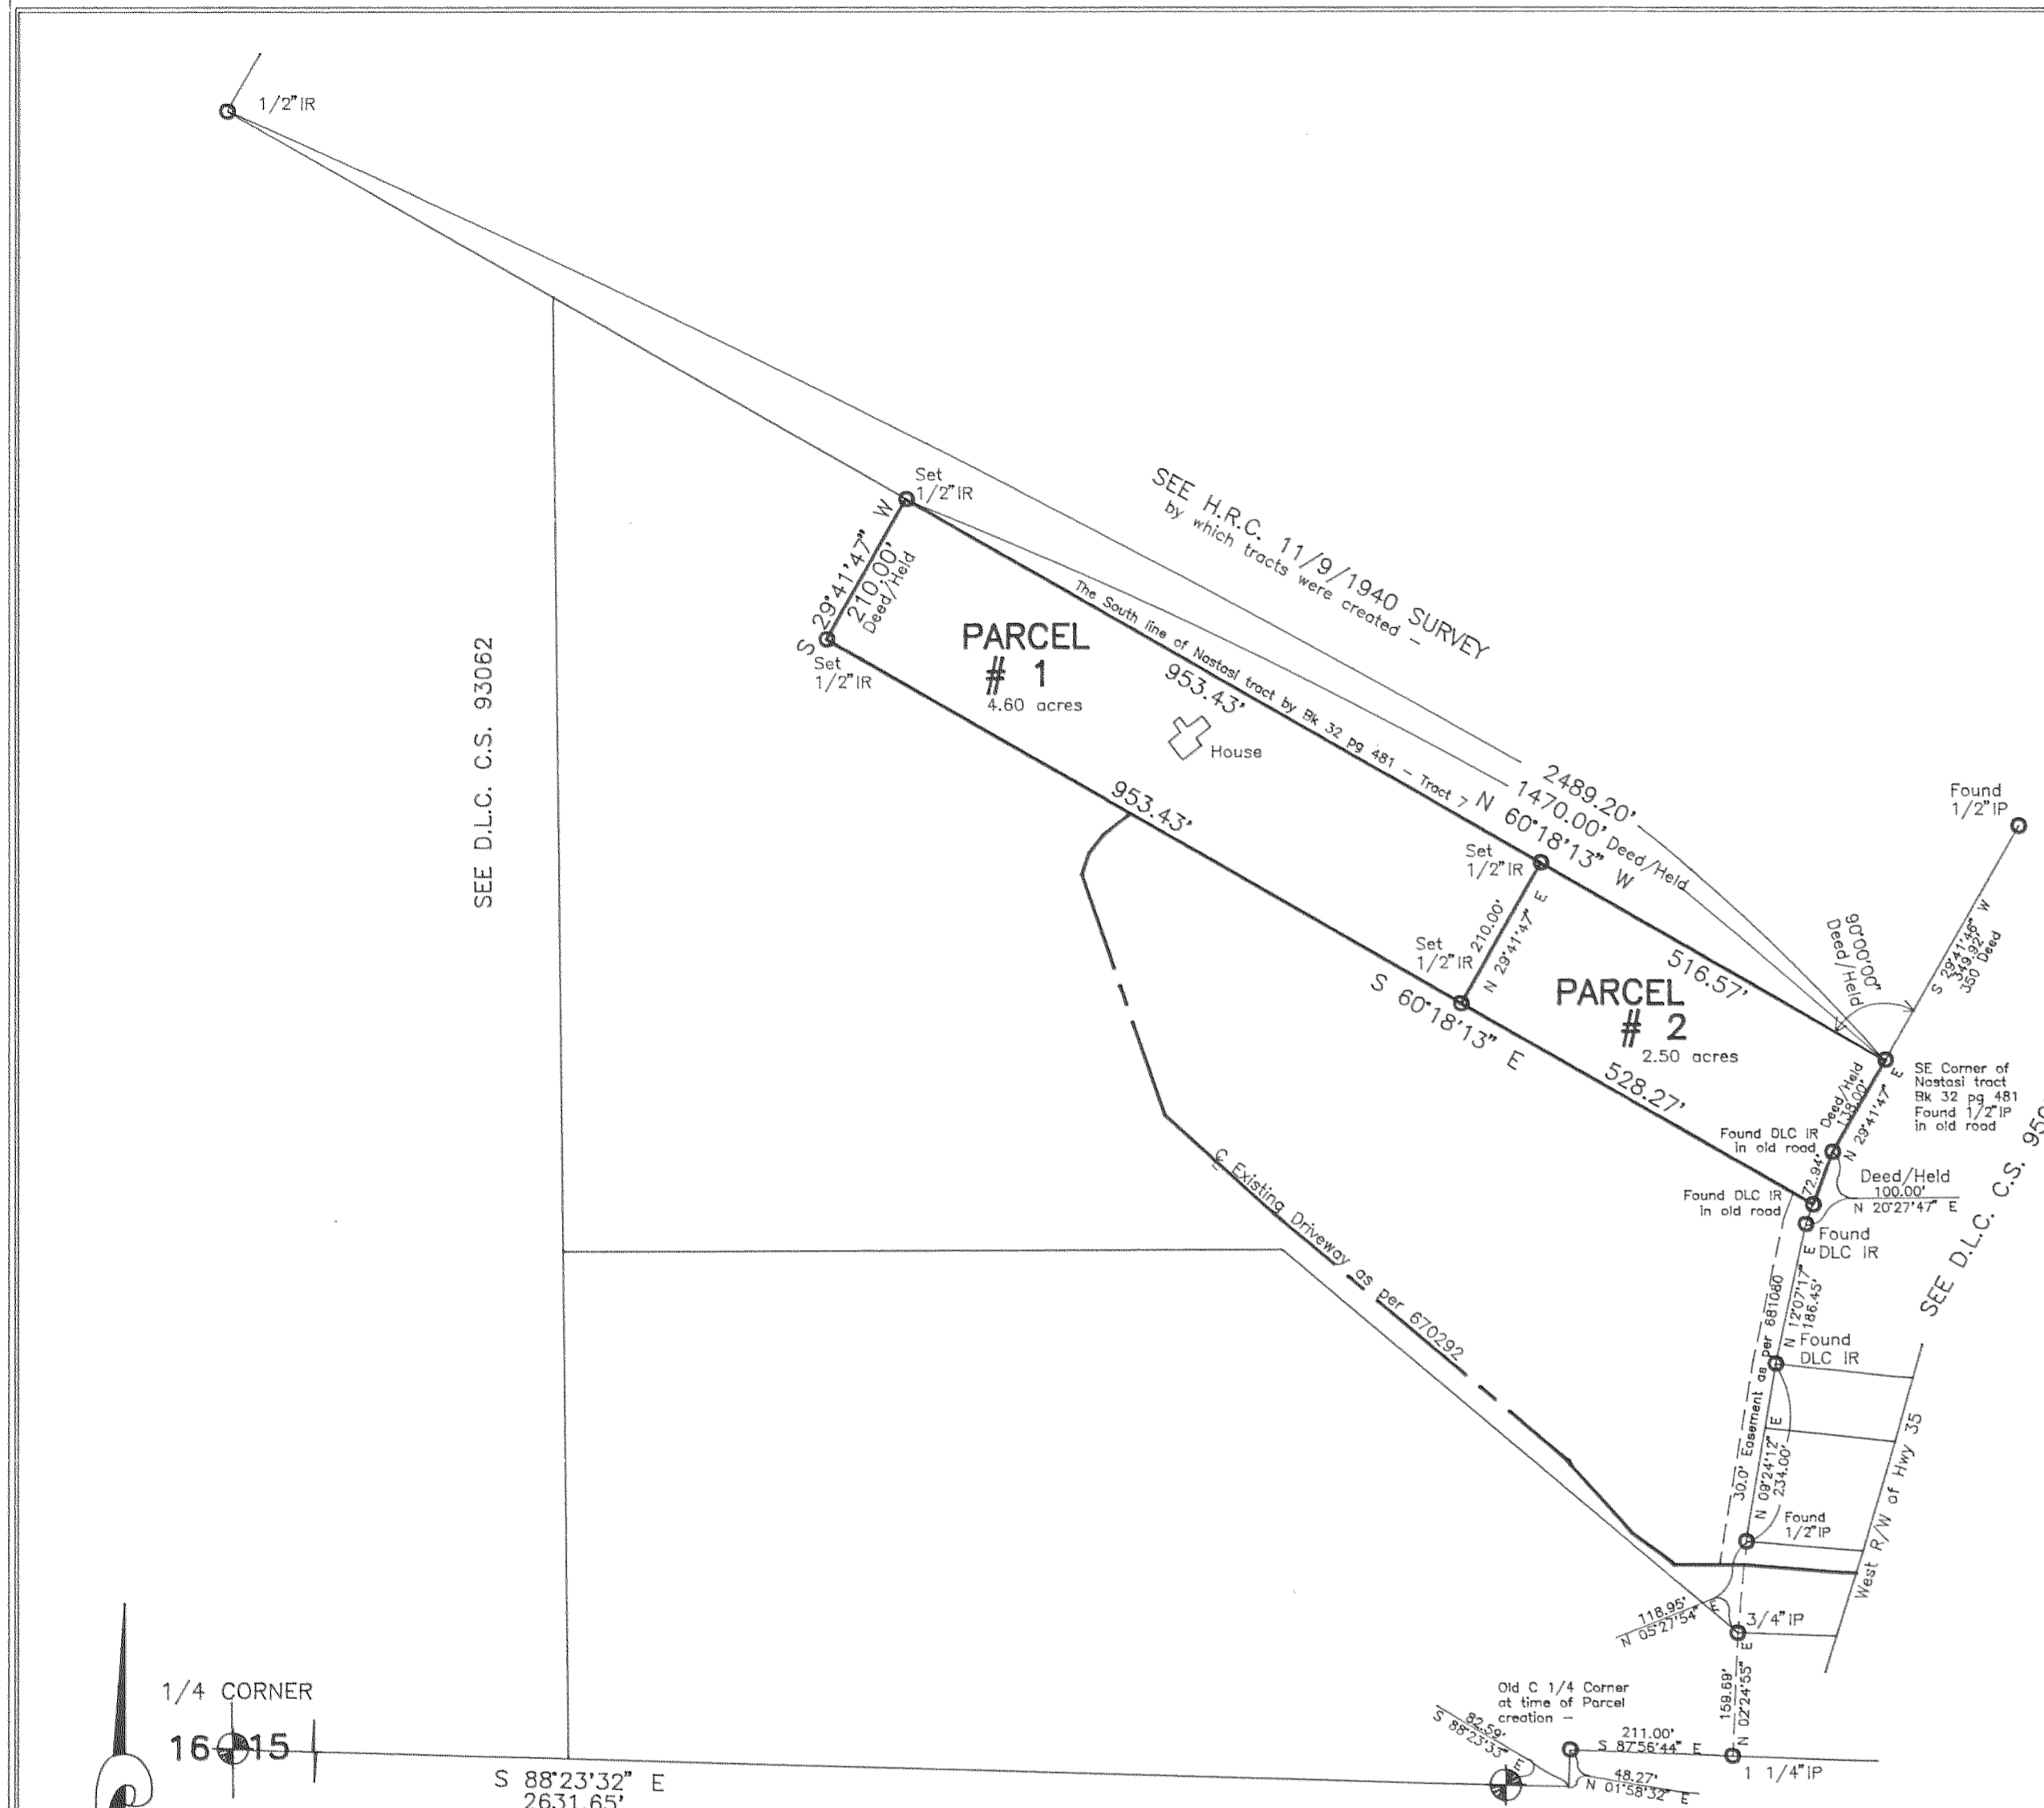 1/2" IR
SEE H.R.C. 11/9/1940 SURVEY
by which tracts were created –
Set
1/2" IR
S 29°41'47" W
210.00'
Deed/Held
Set
1/2" IR
PARCEL
# 1
4.60 acres
The South line of Nastasi tract by Bk 32 pg 481 – Tract 7
953.43'
House
953.43'
SEE D.L.C. C.S. 93062
2489.20'
1470.00' Deed/Held
N 60°18'13" W
Found
1/2" IP
Set
1/2" IR
210.00'
N 29°41'47" E
Set
1/2" IR
S 60°18'13" E
PARCEL
# 2
2.50 acres
516.57'
528.27'
90°00'00"
Deed/Held
S 29°41'46" W
349.92'
350 Deed
SE Corner of
Nastasi tract
Bk 32 pg 481
Found 1/2" IP
in old road
Deed/Held
138.00'
N 29°41'47" E
Found DLC IR
in old road
72.94'
Deed/Held
100.00'
N 20°27'47" E
Found DLC IR
in old road
Found
DLC IR
SEE D.L.C. C.S. 950
℄ Existing Driveway as per 670292
30.0' Easement as per 681080
N 12°07'17" E
186.45'
Found
DLC IR
N 09°24'12" E
234.00'
Found
1/2" IP
West R/W of Hwy 35
118.95'
N 05°27'54" E
3/4" IP
159.69'
N 02°24'55" E
Old C 1/4 Corner
at time of Parcel
creation –
82.59'
S 88°23'33" E
211.00'
S 87°56'44" E
48.27'
N 01°58'32" E
1 1/4" IP
1/4 CORNER
16 15
S 88°23'32" E
2631.65'